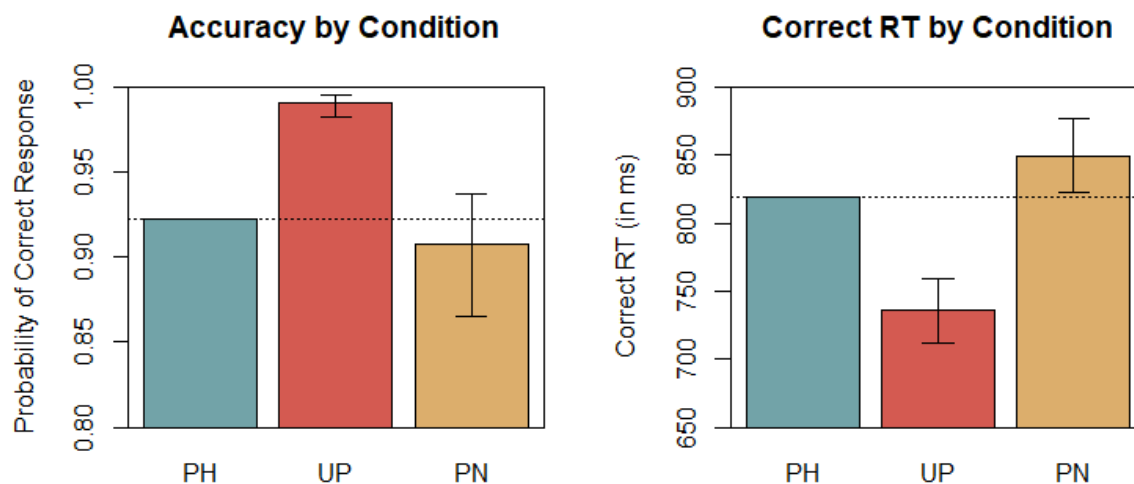 Accuracy by Condition
Probability of Correct Response
1.00
0.95
0.90
0.85
0.80
PH UP PN
Correct RT by Condition
Correct RT (in ms)
900
850
800
750
700
650
PH UP PN